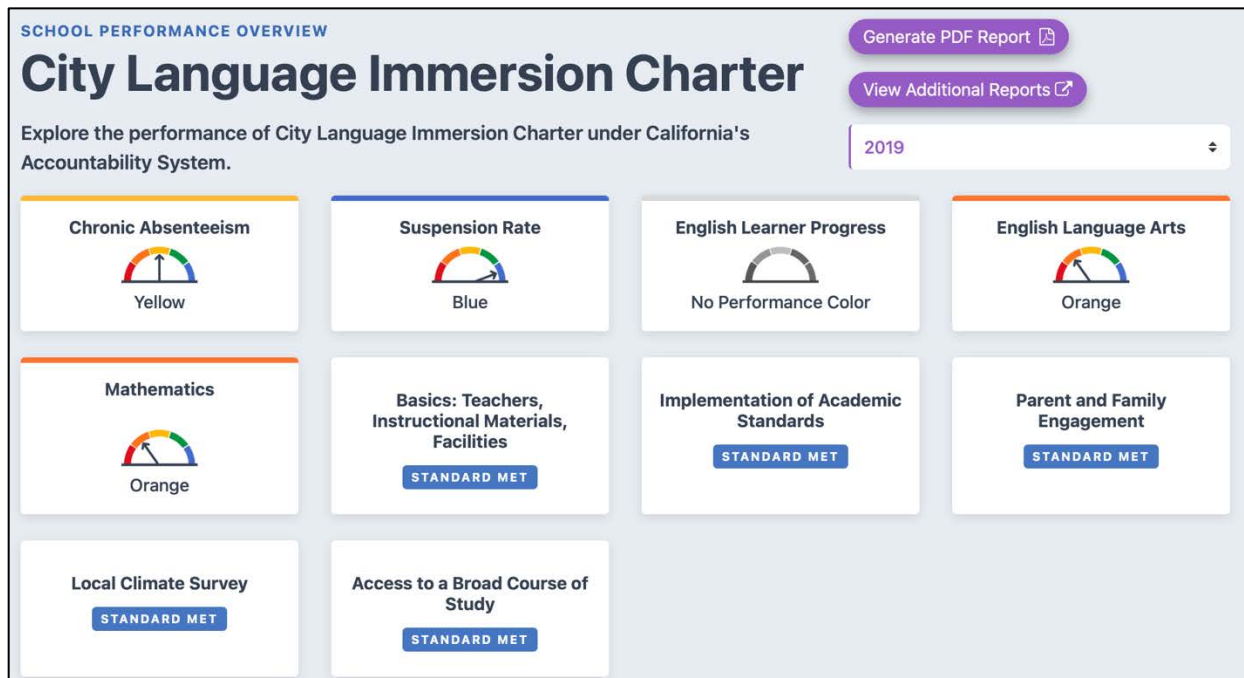 SCHOOL PERFORMANCE OVERVIEW
City Language Immersion Charter
Explore the performance of City Language Immersion Charter under California's
Accountability System.
Generate PDF Report
View Additional Reports
2019
Chronic Absenteeism
Yellow
Suspension Rate
Blue
English Learner Progress
No Performance Color
English Language Arts
Orange
Mathematics
Orange
Basics: Teachers,
Instructional Materials,
Facilities
STANDARD MET
Implementation of Academic
Standards
STANDARD MET
Parent and Family
Engagement
STANDARD MET
Local Climate Survey
STANDARD MET
Access to a Broad Course of
Study
STANDARD MET